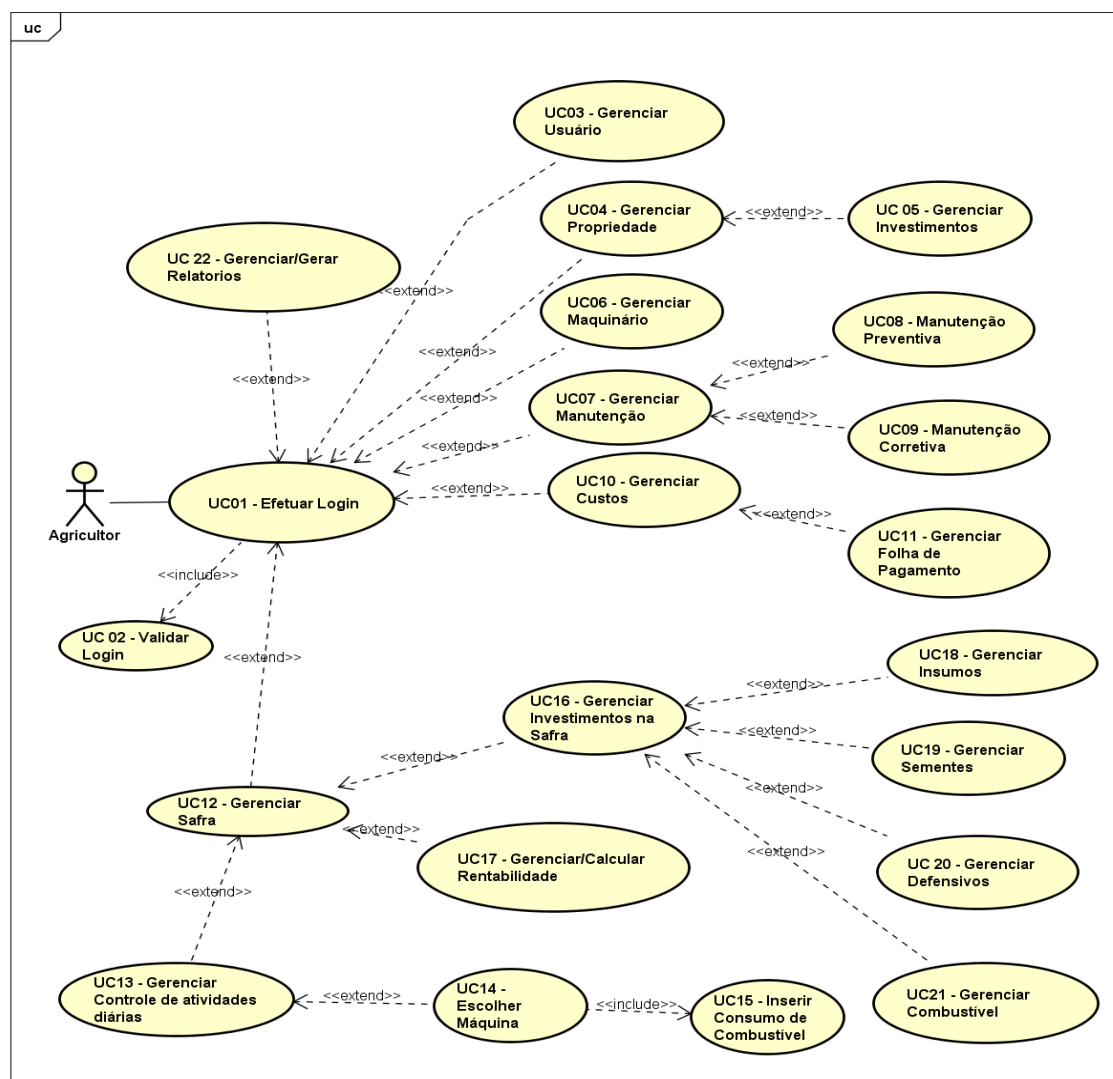 uc
UC03 - Gerenciar
Usuário
UC04 - Gerenciar
Propriedade
<<extend>>
UC 05 - Gerenciar
Investimentos
UC 22 - Gerenciar/Gerar
Relatorios
<<extend>>
UC06 - Gerenciar
Maquinário
UC08 - Manutenção
Preventiva
<<extend>>
<<extend>>
<<extend>>
<<extend>>
UC07 - Gerenciar
Manutenção
<<extend>>
UC09 - Manutenção
Corretiva
<<extend>>
Agricultor
UC01 - Efetuar Login
<<extend>>
UC10 - Gerenciar
Custos
<<extend>>
UC11 - Gerenciar
Folha de
Pagamento
<<include>>
UC 02 - Validar
Login
<<extend>>
UC18 - Gerenciar
Insumos
<<extend>>
UC16 - Gerenciar
Investimentos na
Safra
<<extend>>
UC19 - Gerenciar
Sementes
<<extend>>
<<extend>>
UC12 - Gerenciar
Safra
<<extend>>
UC17 - Gerenciar/Calcular
Rentabilidade
<<extend>>
UC 20 - Gerenciar
Defensivos
<<extend>>
UC13 - Gerenciar
Controle de atividades
diárias
<<extend>>
UC14 -
Escolher
Máquina
<<include>>
UC15 - Inserir
Consumo de
Combustível
UC21 - Gerenciar
Combustível